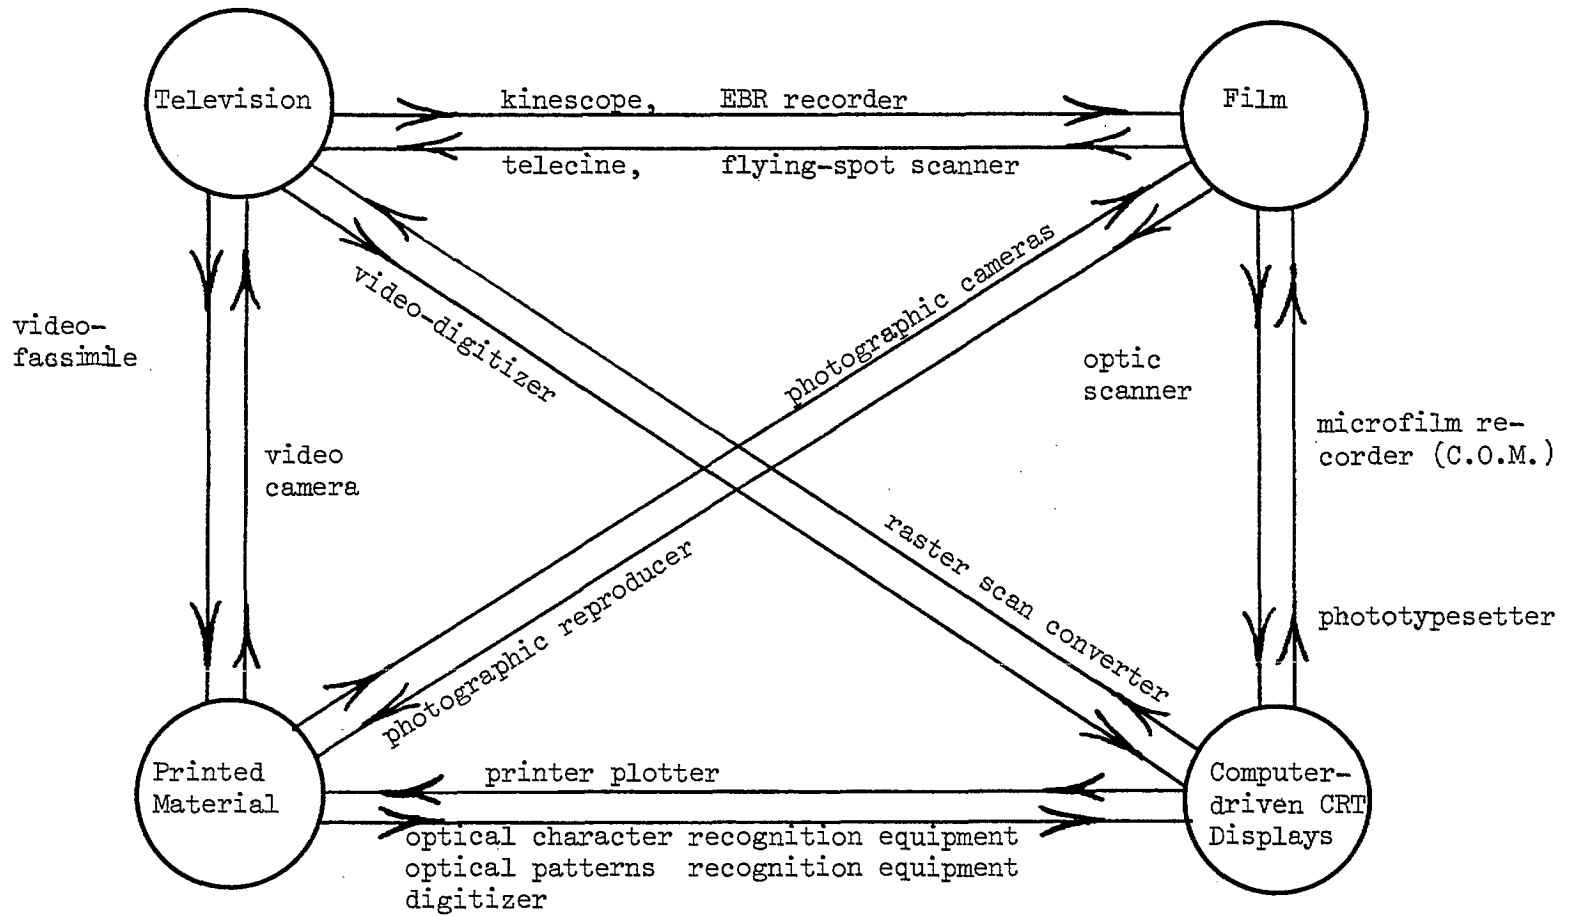 Television
kinescope, EBR recorder
Film
telecine, flying-spot scanner
video-digitizer
photographic cameras
video-
facsimile
optic
scanner
video
camera
microfilm re-
corder (C.O.M.)
raster scan converter
photographic reproducer
phototypesetter
Printed
Material
printer plotter
Computer-
driven CRT
Displays
optical character recognition equipment
optical patterns recognition equipment
digitizer